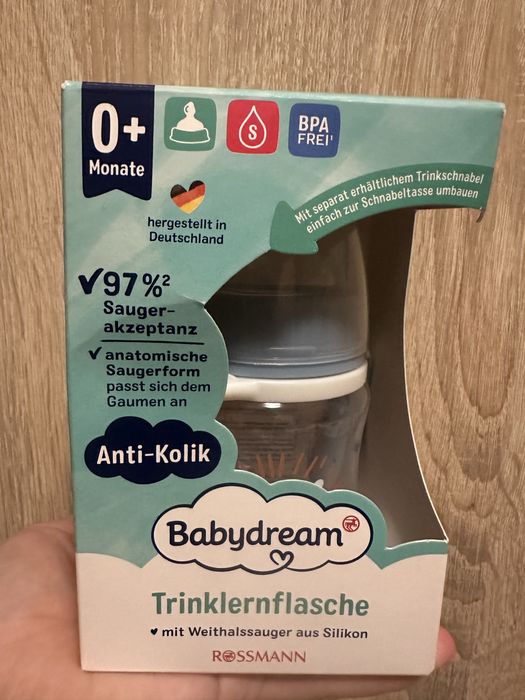 0+
Monate
S
BPA
FREI¹
Mit separat erhältlichem Trinkschnabel
einfach zur Schnabeltasse umbauen
hergestellt in
Deutschland
✓97%²
Sauger-
akzeptanz
✓ anatomische
Saugerform
passt sich dem
Gaumen an
Anti-Kolik
Babydream
Trinklernflasche
♥ mit Weithalssauger aus Silikon
ROSSMANN